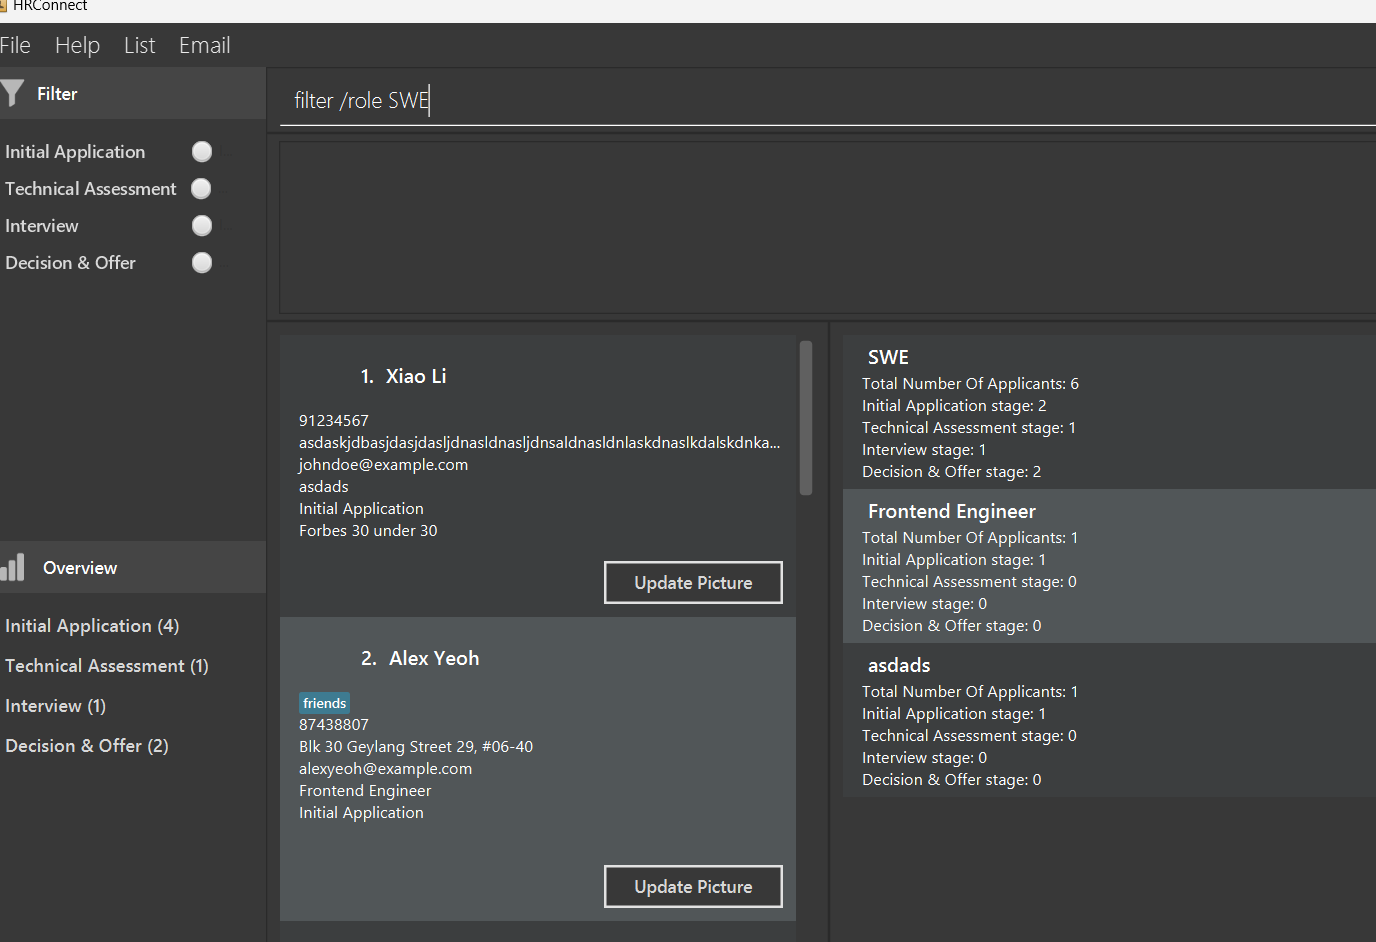 HRConnect
File Help List Email
Filter
filter /role SWE
Initial Application
Technical Assessment
Interview
Decision & Offer
Overview
Initial Application (4)
Technical Assessment (1)
Interview (1)
Decision & Offer (2)
1. Xiao Li
91234567
asdaskjdbasjdasjdasljdnasldnasljdnsaldnasldnlaskdnaslkdalskdnka...
johndoe@example.com
asdads
Initial Application
Forbes 30 under 30
Update Picture
2. Alex Yeoh
friends
87438807
Blk 30 Geylang Street 29, #06-40
alexyeoh@example.com
Frontend Engineer
Initial Application
Update Picture
SWE
Total Number Of Applicants: 6
Initial Application stage: 2
Technical Assessment stage: 1
Interview stage: 1
Decision & Offer stage: 2
Frontend Engineer
Total Number Of Applicants: 1
Initial Application stage: 1
Technical Assessment stage: 0
Interview stage: 0
Decision & Offer stage: 0
asdads
Total Number Of Applicants: 1
Initial Application stage: 1
Technical Assessment stage: 0
Interview stage: 0
Decision & Offer stage: 0